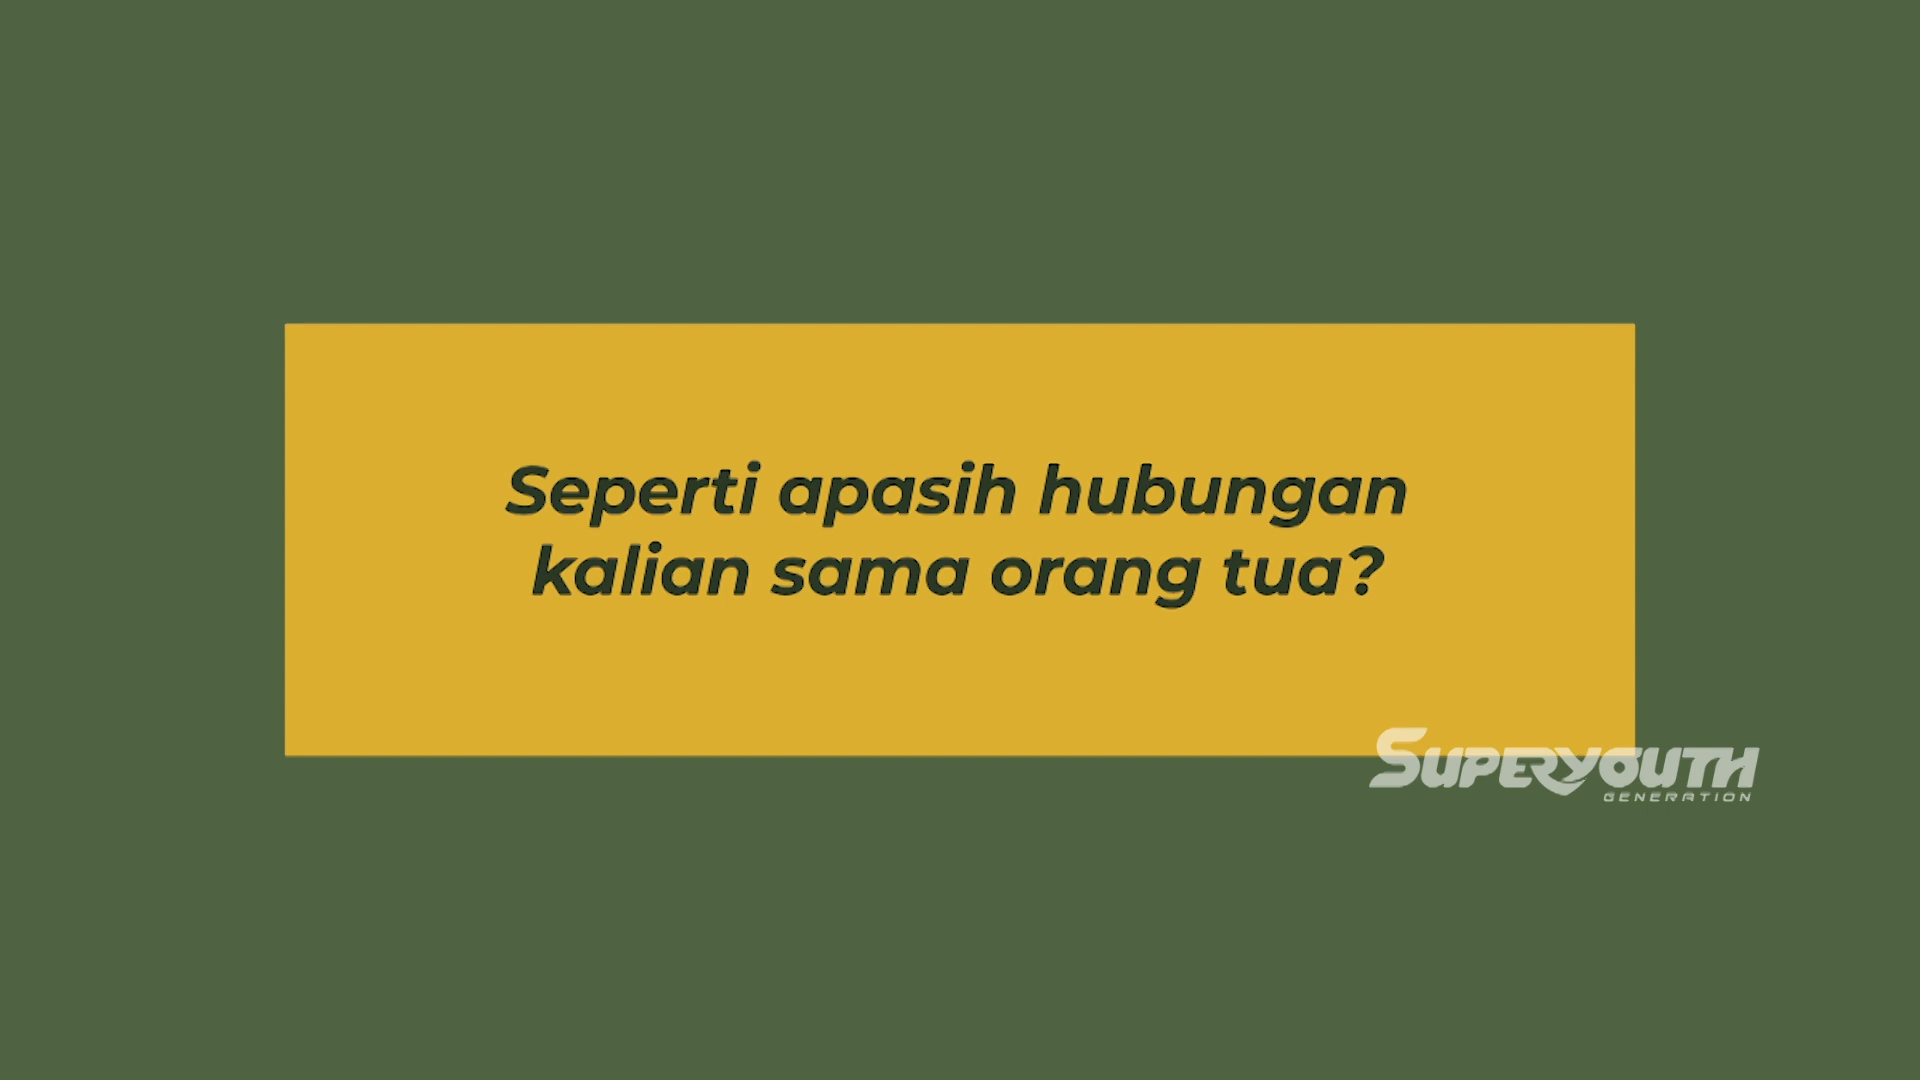 Seperti apasih hubungan
kalian sama orang tua?
SUPERYOUTH
GENERATION